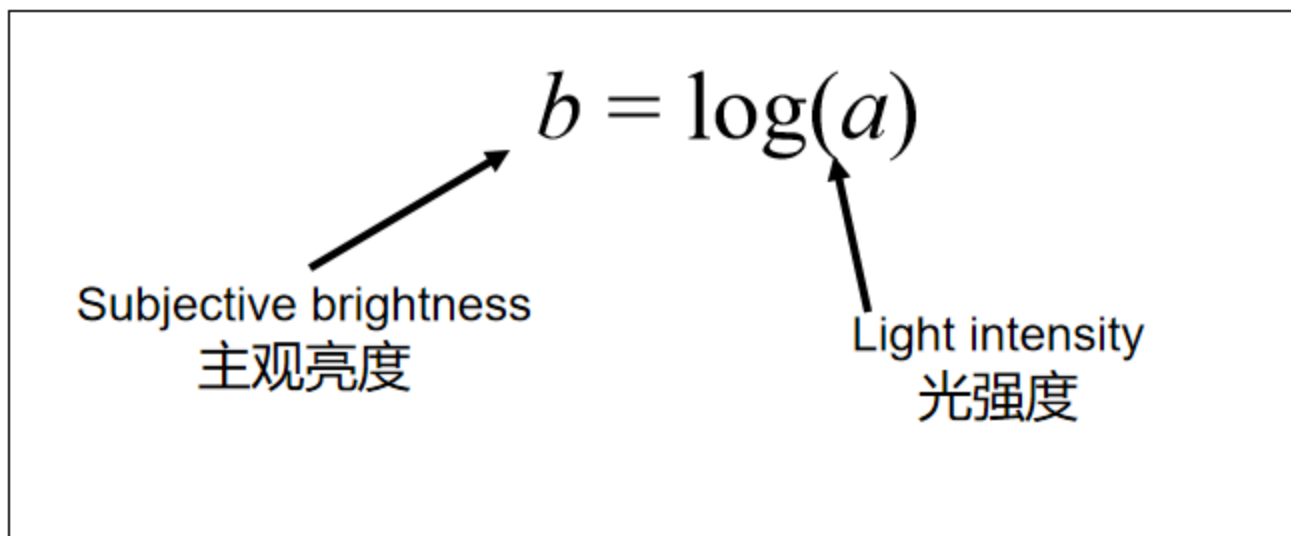 b = log(a)
Subjective brightness
主观亮度
Light intensity
光强度